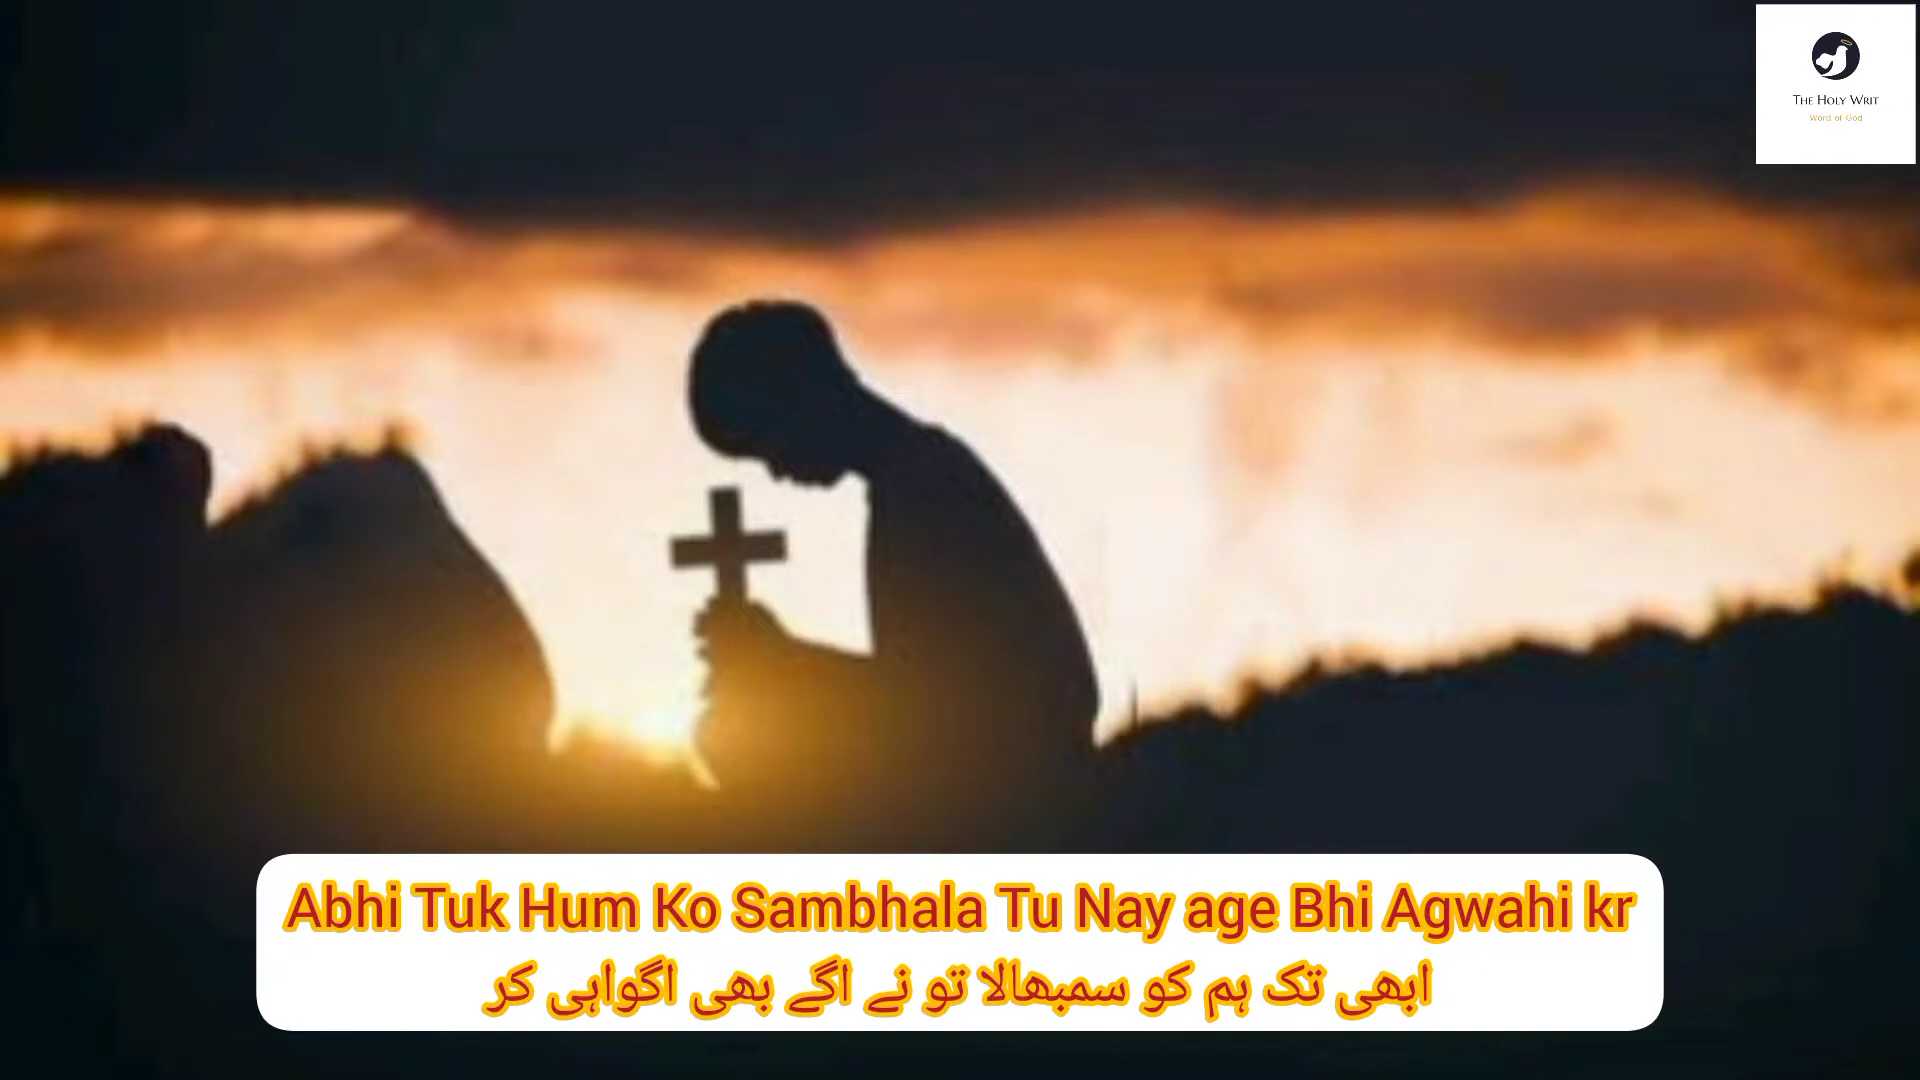 The Holy Writ
Word of God
Abhi Tuk Hum Ko Sambhala Tu Nay age Bhi Agwahi kr
ابھی تک ہم کو سمبھالا تو نے اگے بھی اگواہی کر